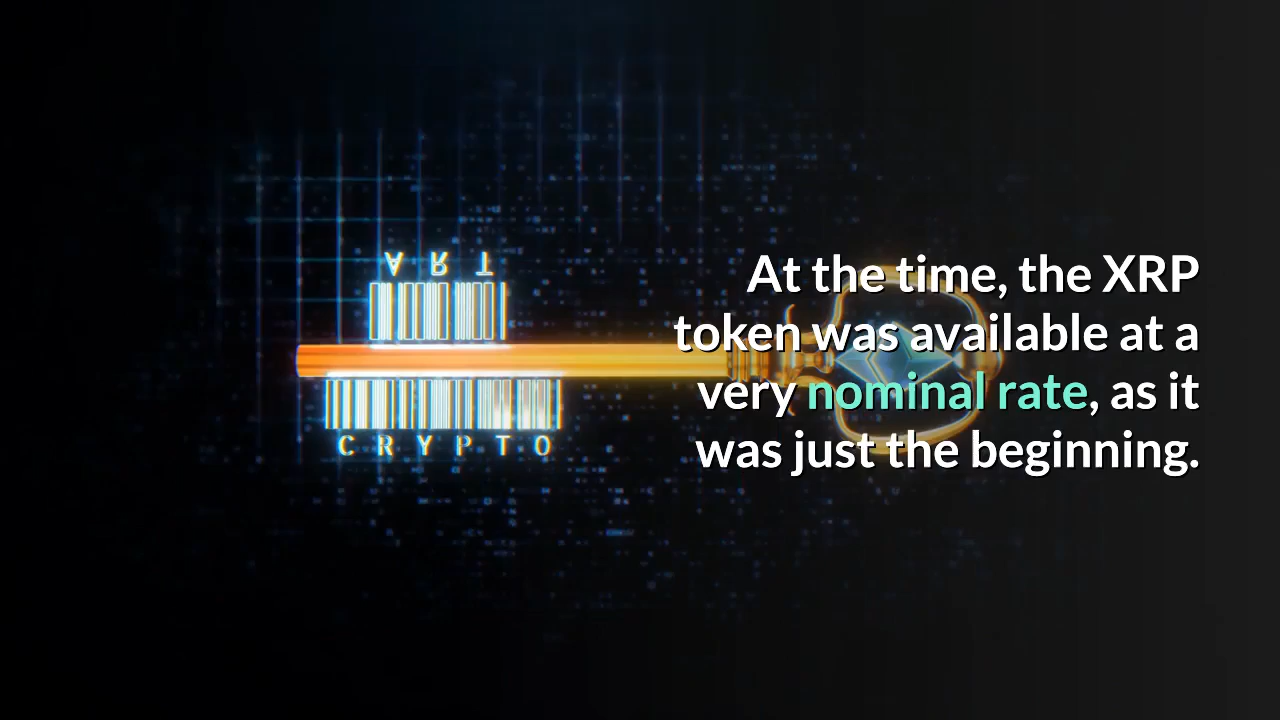 ART
At the time, the XRP
token was available at a
very nominal rate, as it
was just the beginning.
CRYPTO